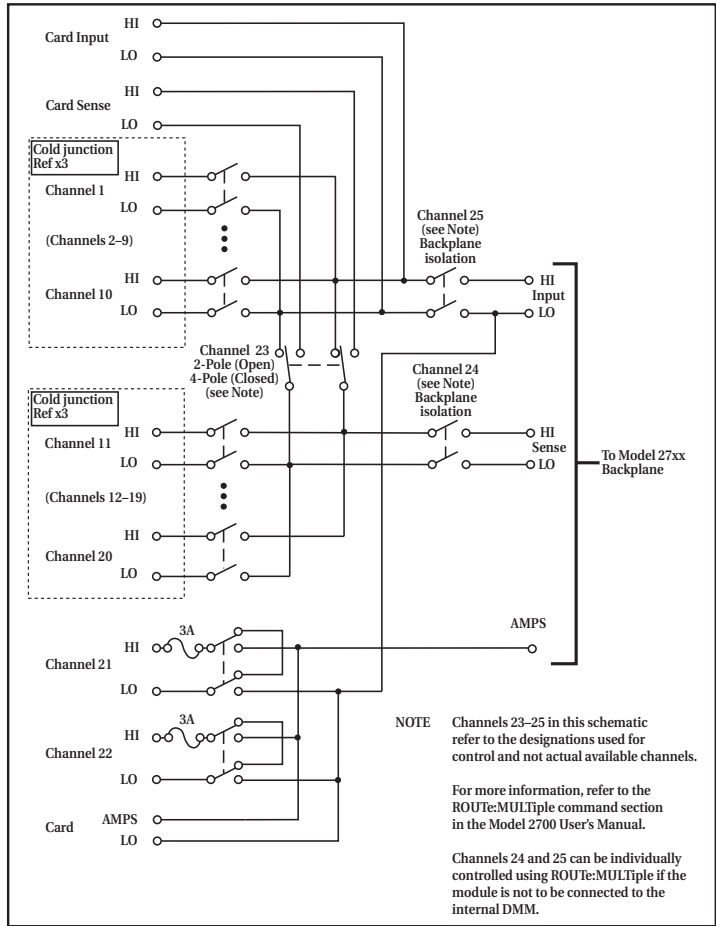 Card Input
HI
LO
Card Sense
HI
LO
Cold junction
Ref x3
Channel 1
HI
LO
(Channels 2–9)
Channel 10
HI
LO
Channel 25
(see Note)
Backplane
isolation
HI
Input
LO
Channel 23
2-Pole (Open)
4-Pole (Closed)
(see Note)
Channel 24
(see Note)
Backplane
isolation
Cold junction
Ref x3
Channel 11
HI
LO
(Channels 12–19)
Channel 20
HI
LO
HI
Sense
LO
To Model 27xx
Backplane
AMPS
Channel 21
HI
3A
LO
Channel 22
HI
3A
LO
Card
AMPS
LO
NOTE Channels 23–25 in this schematic
refer to the designations used for
control and not actual available channels.
For more information, refer to the
ROUTe:MULTiple command section
in the Model 2700 User's Manual.
Channels 24 and 25 can be individually
controlled using ROUTe:MULTiple if the
module is not to be connected to the
internal DMM.